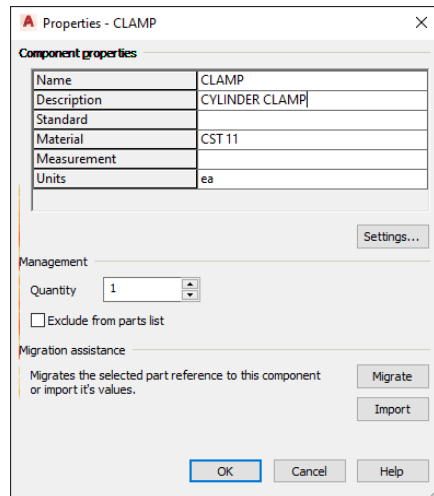 A Properties - CLAMP
Component properties
Name CLAMP
Description CYLINDER CLAMP
Standard
Material CST 11
Measurement
Units ea
Settings...
Management
Quantity 1
Exclude from parts list
Migration assistance
Migrates the selected part reference to this component Migrate
or import it's values.
Import
OK Cancel Help